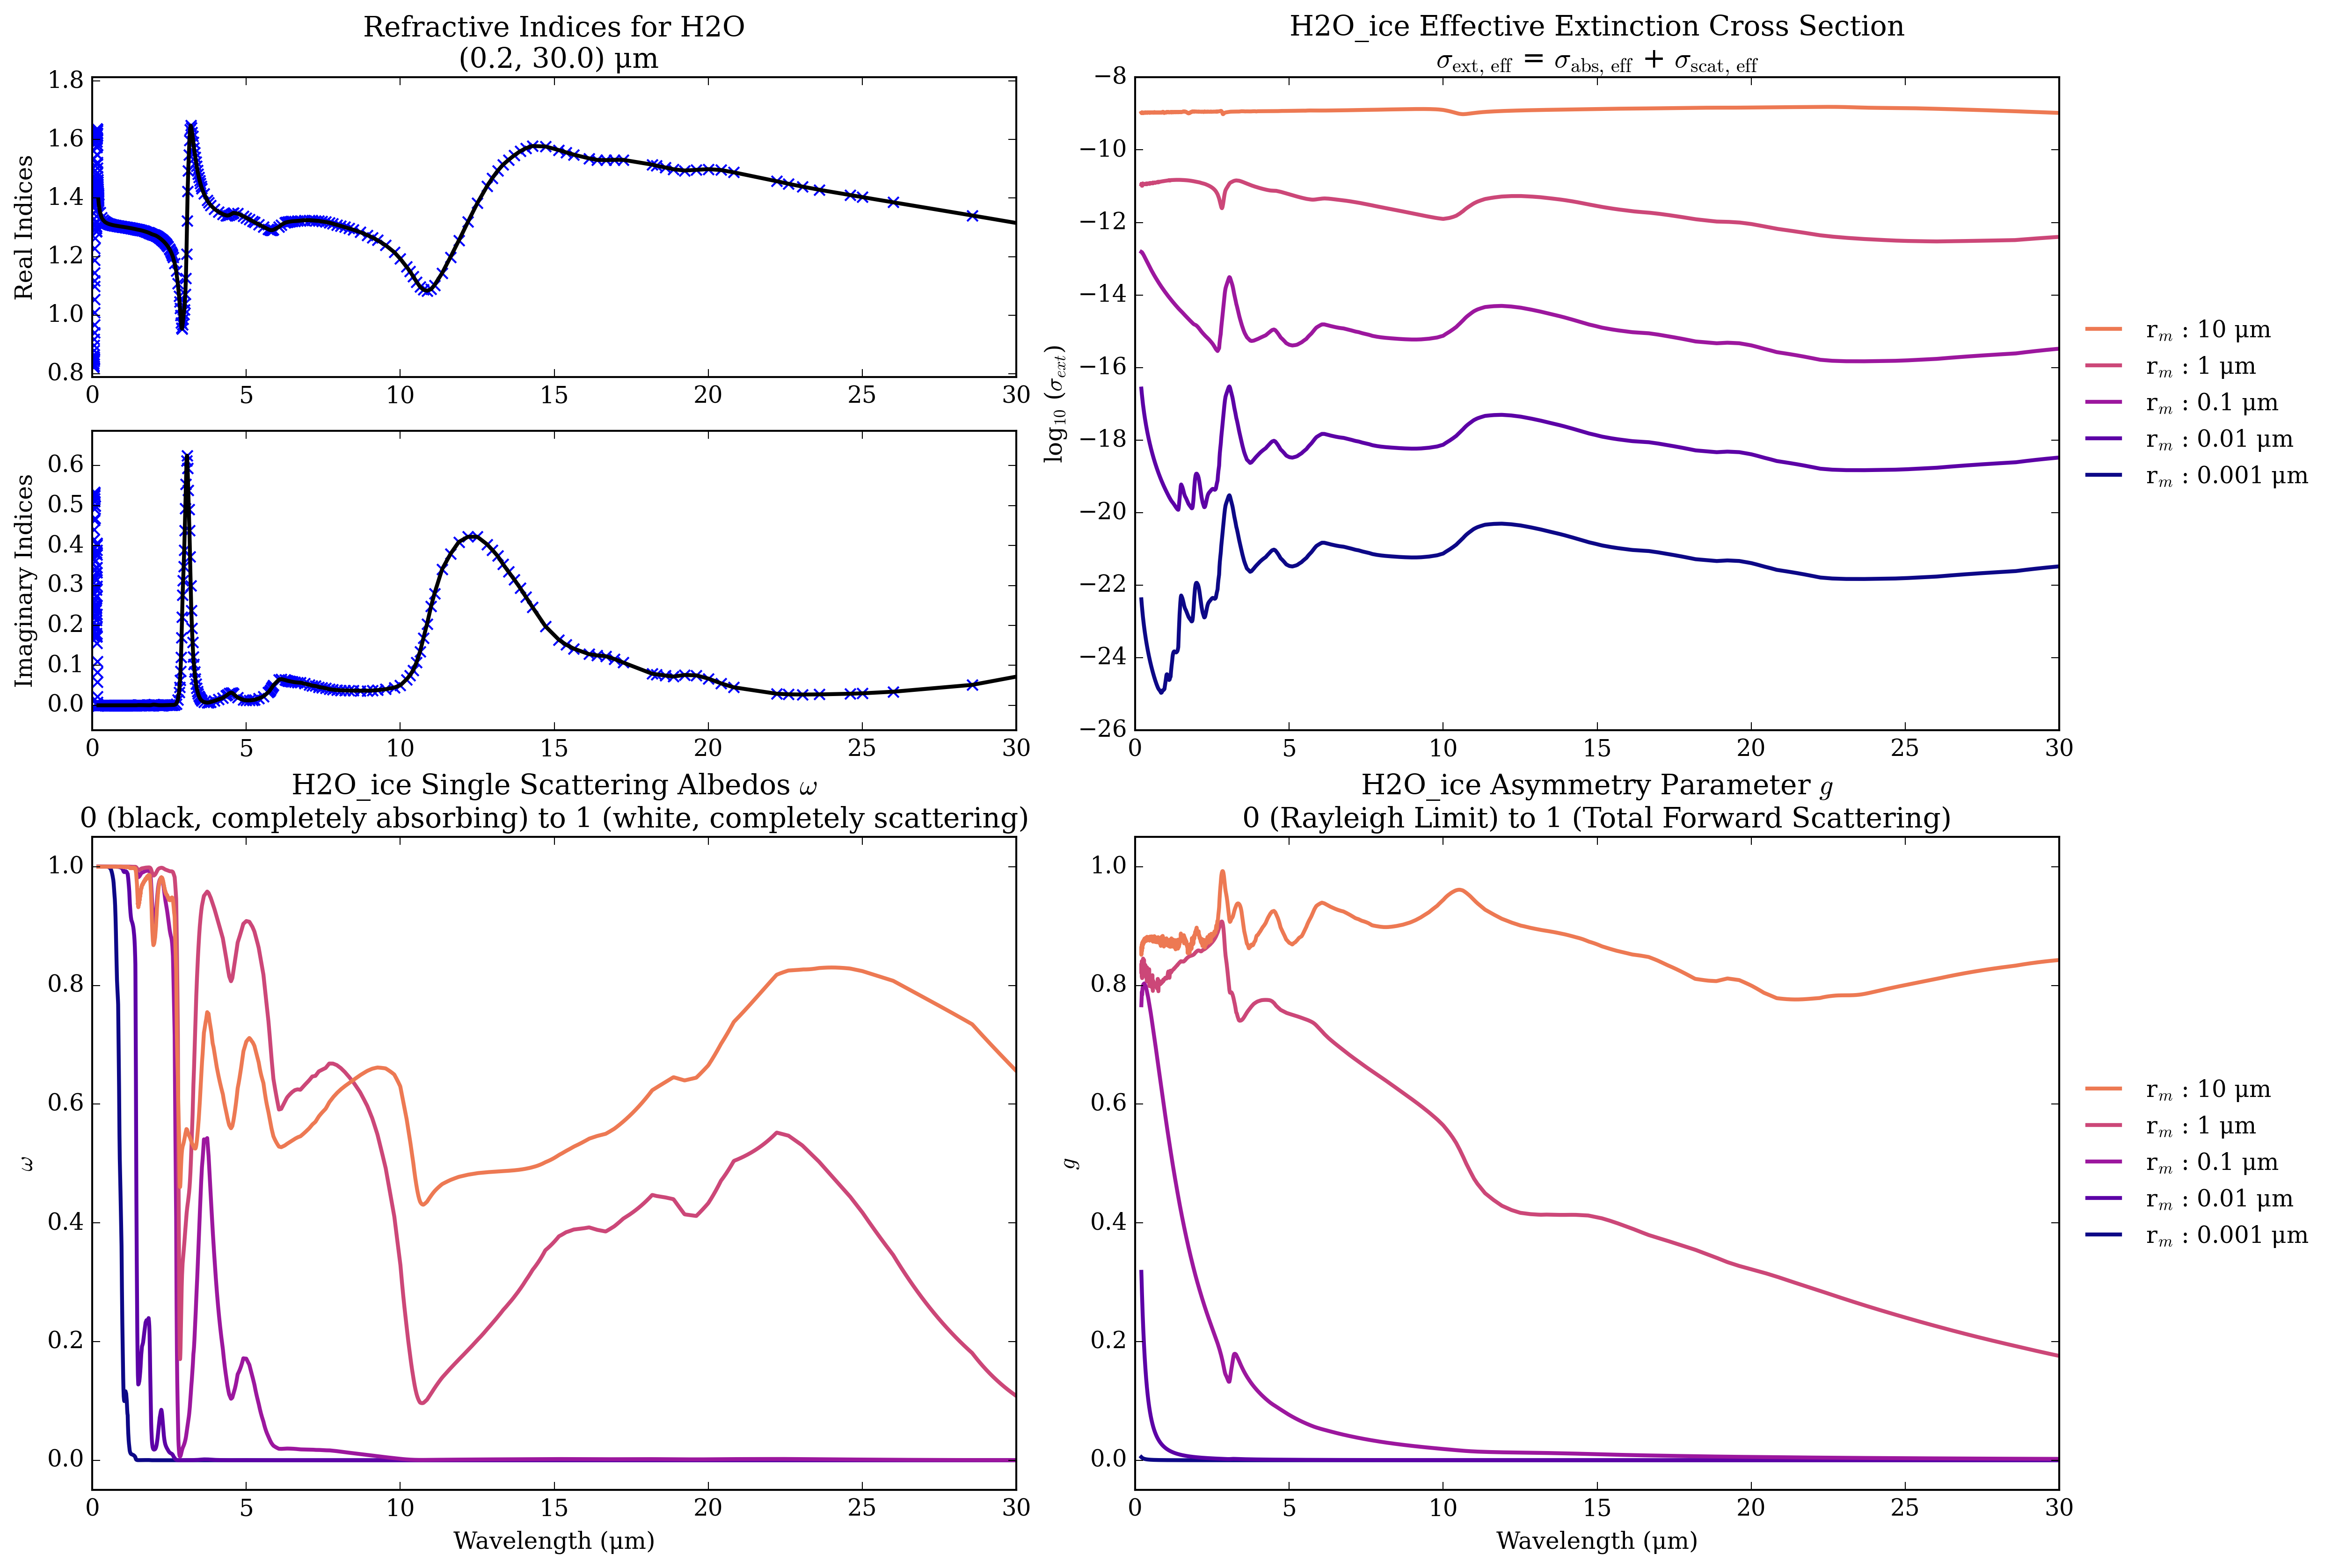 Refractive Indices for H2O
(0.2, 30.0) μm
Real Indices
1.8
1.6
1.4
1.2
1.0
0.8
0 5 10 15 20 25 30
Imaginary Indices
0.6
0.5
0.4
0.3
0.2
0.1
0.0
0 5 10 15 20 25 30
H2O_ice Effective Extinction Cross Section
σext, eff = σabs, eff + σscat, eff
log10 (σext)
−8
−10
−12
−14
−16
−18
−20
−22
−24
−26
0 5 10 15 20 25 30
rm : 10 μm
rm : 1 μm
rm : 0.1 μm
rm : 0.01 μm
rm : 0.001 μm
H2O_ice Single Scattering Albedos ω
0 (black, completely absorbing) to 1 (white, completely scattering)
ω
1.0
0.8
0.6
0.4
0.2
0.0
0 5 10 15 20 25 30
Wavelength (μm)
H2O_ice Asymmetry Parameter g
0 (Rayleigh Limit) to 1 (Total Forward Scattering)
g
1.0
0.8
0.6
0.4
0.2
0.0
0 5 10 15 20 25 30
Wavelength (μm)
rm : 10 μm
rm : 1 μm
rm : 0.1 μm
rm : 0.01 μm
rm : 0.001 μm